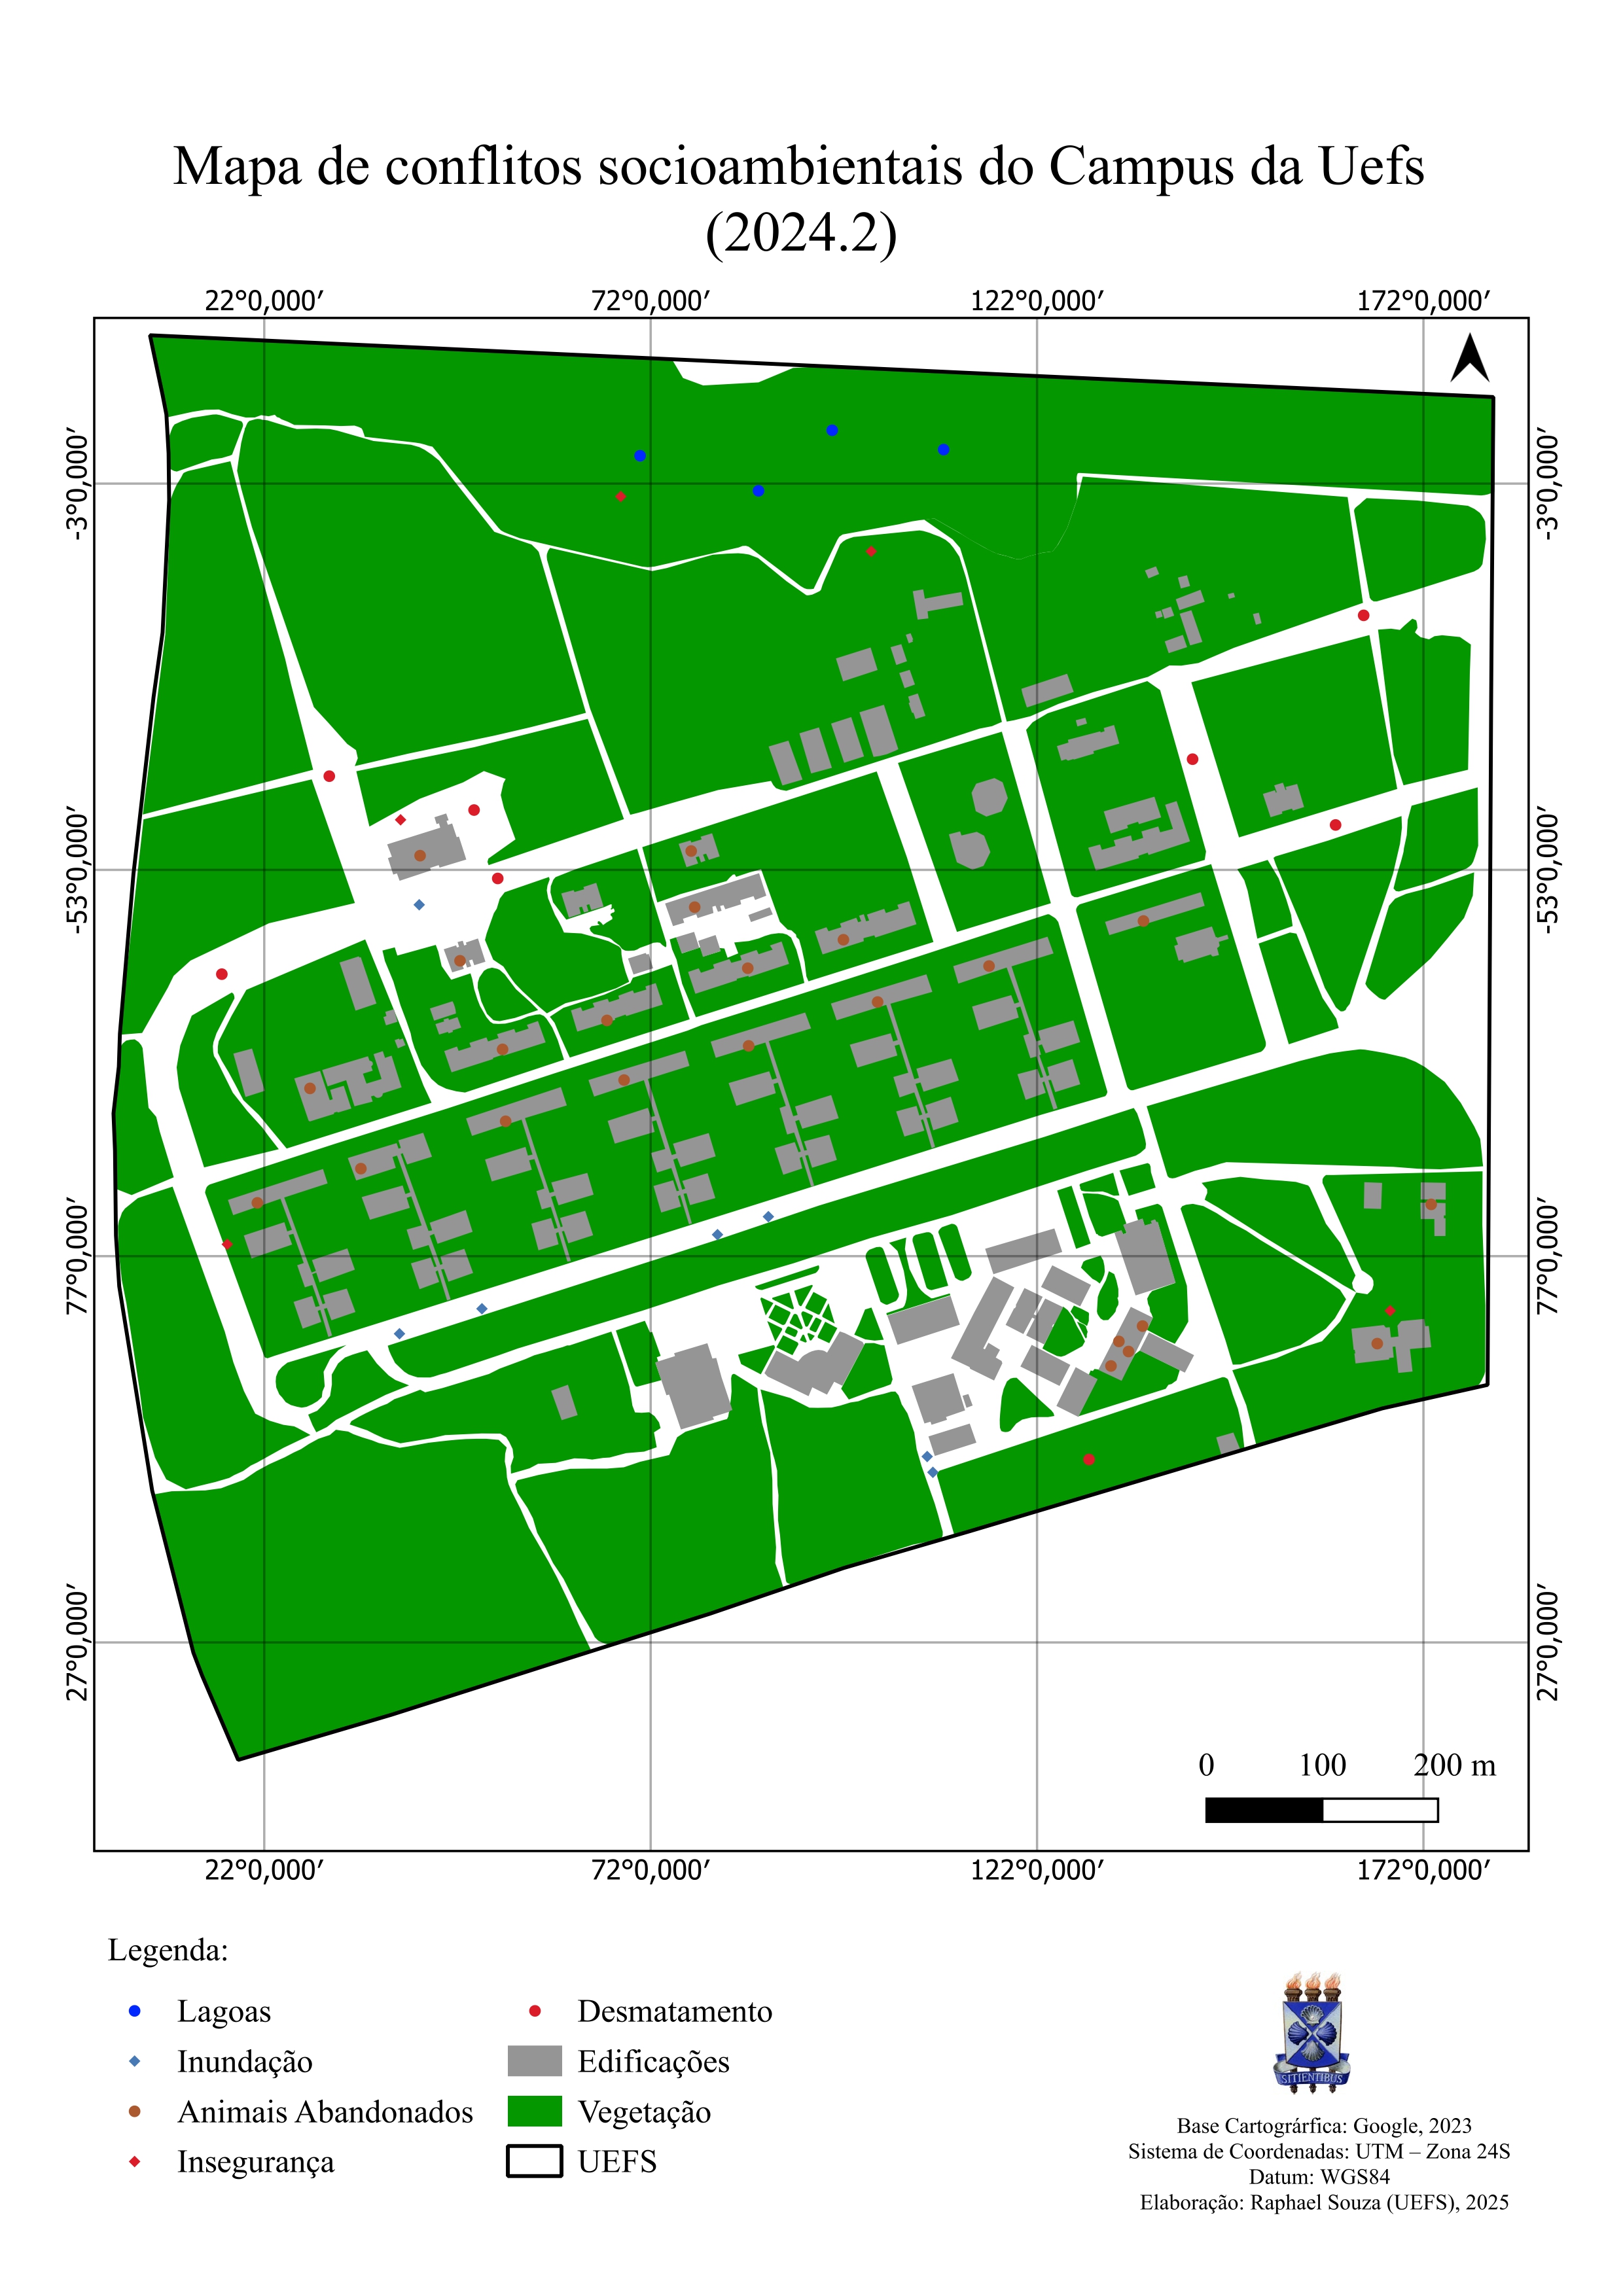 Mapa de conflitos socioambientais do Campus da Uefs
(2024.2)
22°0,000′ 72°0,000′ 122°0,000′ 172°0,000′
-3°0,000′ -3°0,000′
-53°0,000′ -53°0,000′
77°0,000′ 77°0,000′
27°0,000′ 27°0,000′
0 100 200 m
22°0,000′ 72°0,000′ 122°0,000′ 172°0,000′
Legenda:
Lagoas
Inundação
Animais Abandonados
Insegurança
Desmatamento
Edificações
Vegetação
UEFS
SITIENTIBUS
Base Cartográrfica: Google, 2023
Sistema de Coordenadas: UTM – Zona 24S
Datum: WGS84
Elaboração: Raphael Souza (UEFS), 2025